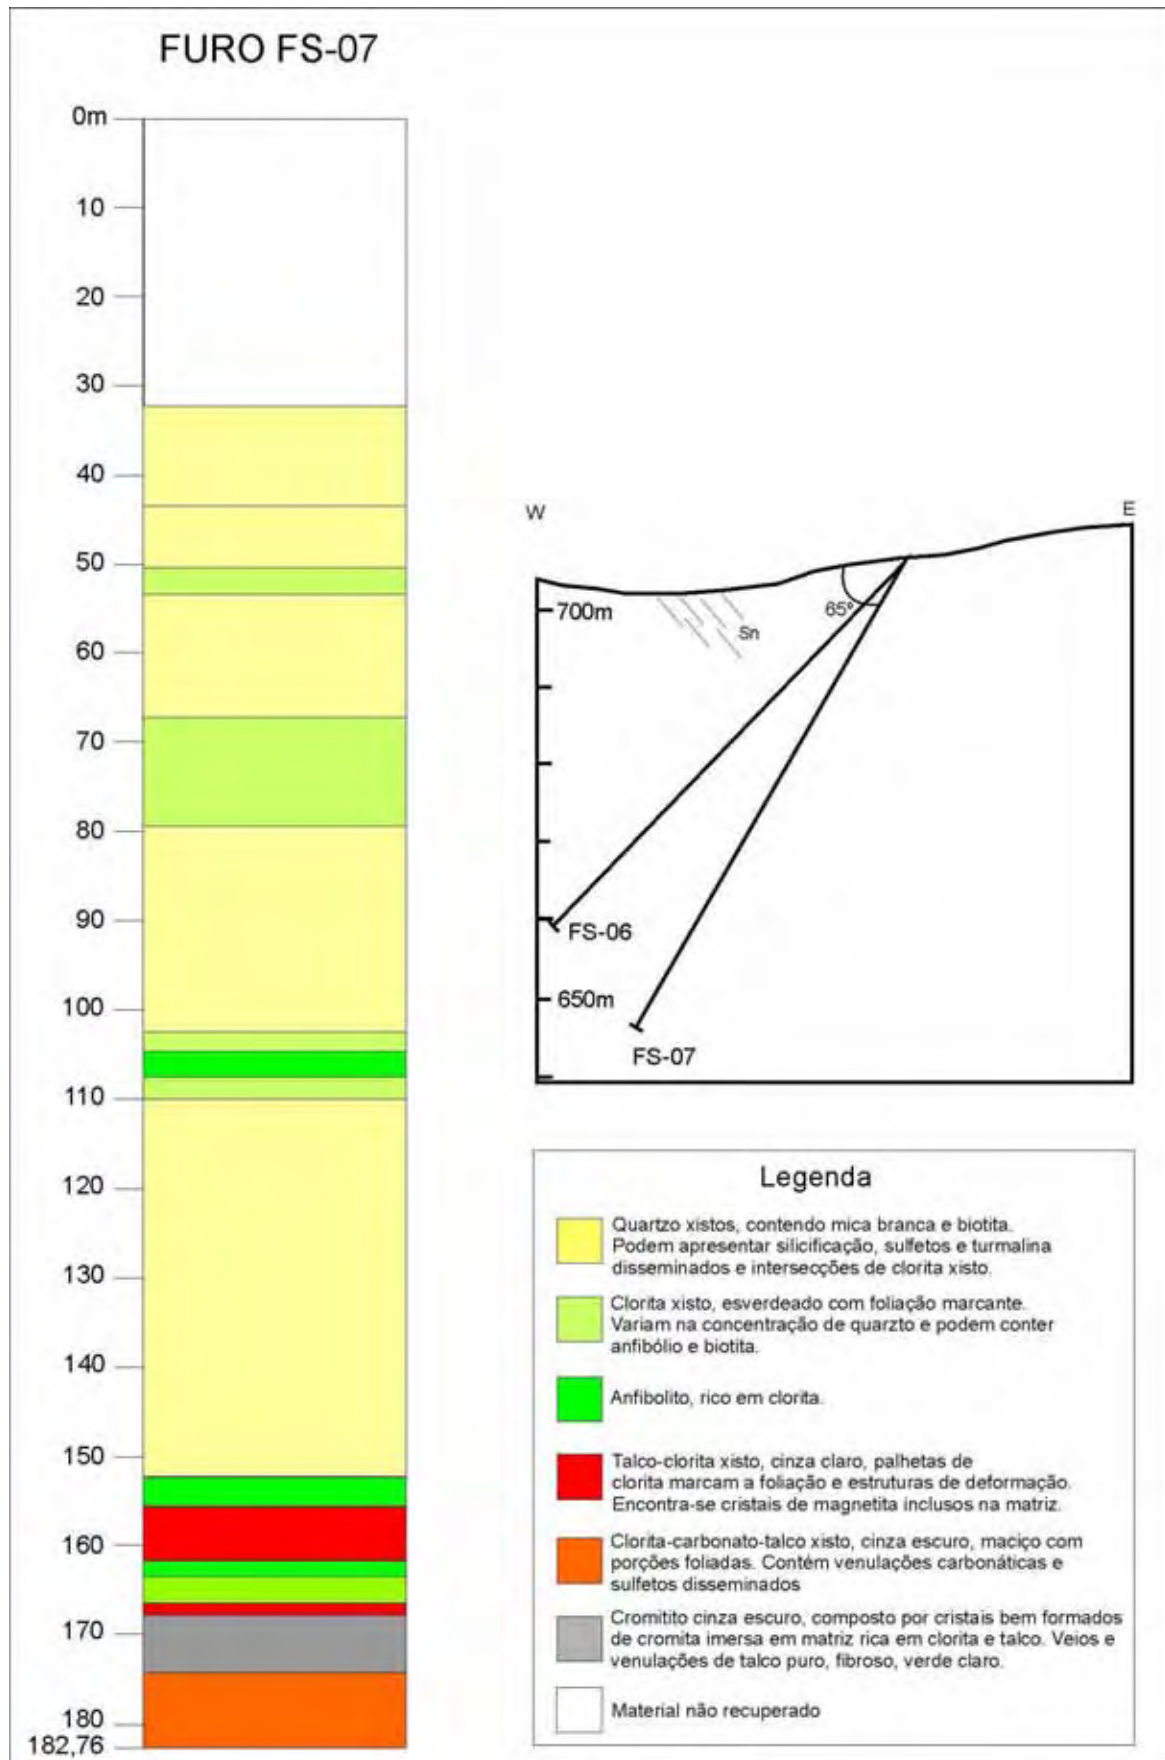 FURO FS-07
0m
10
20
30
40
50
60
70
80
90
100
110
120
130
140
150
160
170
180
182,76
W
E
700m
Sn
65°
FS-06
650m
FS-07
Legenda
Quartzo xistos, contendo mica branca e biotita.
Podem apresentar silicificação, sulfetos e turmalina
disseminados e intersecções de clorita xisto.
Clorita xisto, esverdeado com foliação marcante.
Variam na concentração de quarzto e podem conter
anfibólio e biotita.
Anfibolito, rico em clorita.
Talco-clorita xisto, cinza claro, palhetas de
clorita marcam a foliação e estruturas de deformação.
Encontra-se cristais de magnetita inclusos na matriz.
Clorita-carbonato-talco xisto, cinza escuro, maciço com
porções foliadas. Contém venulações carbonáticas e
sulfetos disseminados
Cromitito cinza escuro, composto por cristais bem formados
de cromita imersa em matriz rica em clorita e talco. Veios e
venulações de talco puro, fibroso, verde claro.
Material não recuperado